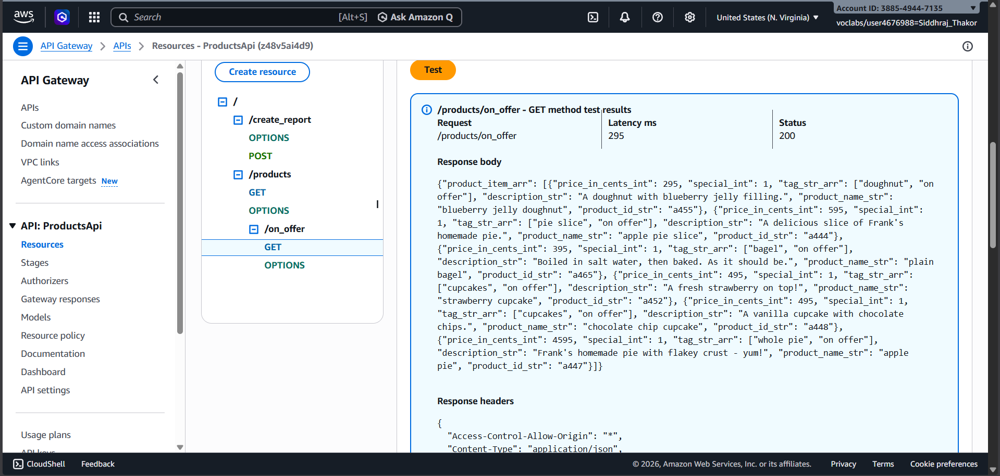 aws
Search
[Alt+S]
Ask Amazon Q
United States (N. Virginia)
Account ID: 3885-4944-7135
voclabs/user4676988=Siddhraj_Thakor
API Gateway
APIs
Resources - ProductsApi (z48v5ai4d9)
API Gateway
APIs
Custom domain names
Domain name access associations
VPC links
AgentCore targets New
API: ProductsApi
Resources
Stages
Authorizers
Gateway responses
Models
Resource policy
Documentation
Dashboard
API settings
Usage plans
API keys
Create resource
/
/create_report
OPTIONS
POST
/products
GET
OPTIONS
/on_offer
GET
OPTIONS
Test
/products/on_offer - GET method test results
Request
/products/on_offer
Latency ms
295
Status
200
Response body
{"product_item_arr": [{"price_in_cents_int": 295, "special_int": 1, "tag_str_arr": ["doughnut", "on
offer"], "description_str": "A doughnut with blueberry jelly filling.", "product_name_str":
"blueberry jelly doughnut", "product_id_str": "a455"}, {"price_in_cents_int": 595, "special_int":
1, "tag_str_arr": ["pie slice", "on offer"], "description_str": "A delicious slice of Frank's
homemade pie.", "product_name_str": "apple pie slice", "product_id_str": "a444"},
{"price_in_cents_int": 395, "special_int": 1, "tag_str_arr": ["bagel", "on offer"],
"description_str": "Boiled in salt water, then baked. As it should be.", "product_name_str": "plain
bagel", "product_id_str": "a465"}, {"price_in_cents_int": 495, "special_int": 1, "tag_str_arr":
["cupcakes", "on offer"], "description_str": "A fresh strawberry on top!", "product_name_str":
"strawberry cupcake", "product_id_str": "a452"}, {"price_in_cents_int": 495, "special_int": 1,
"tag_str_arr": ["cupcakes", "on offer"], "description_str": "A vanilla cupcake with chocolate
chips.", "product_name_str": "chocolate chip cupcake", "product_id_str": "a448"},
{"price_in_cents_int": 4595, "special_int": 1, "tag_str_arr": ["whole pie", "on offer"],
"description_str": "Frank's homemade pie with flakey crust - yum!", "product_name_str": "apple
pie", "product_id_str": "a447"}]}
Response headers
{
"Access-Control-Allow-Origin": "*",
"Content-Type": "application/json",
CloudShell
Feedback
© 2026, Amazon Web Services, Inc. or its affiliates.
Privacy
Terms
Cookie preferences